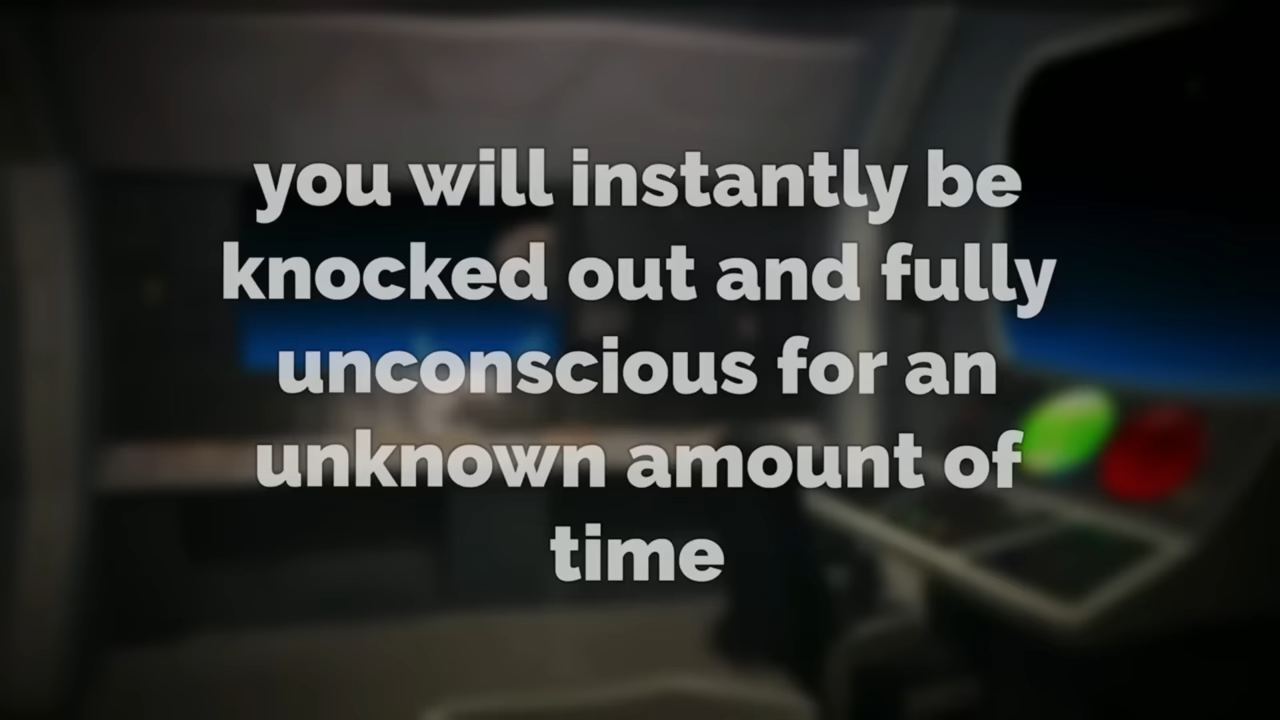 you will instantly be
knocked out and fully
unconscious for an
unknown amount of
time